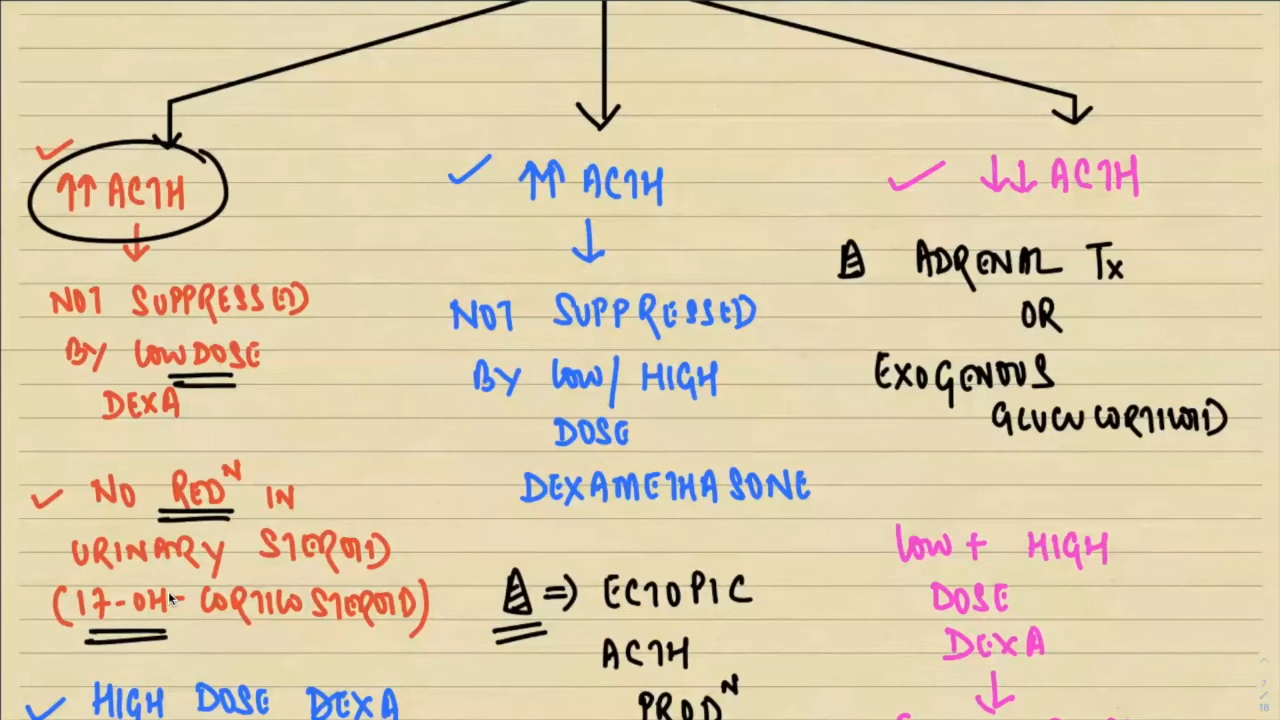 ↑↑ ACTH
↓
NOT SUPPRESSED
BY LOW DOSE
DEXA
✓ NO REDᴺ IN
URINARY STEROID
(17-OH- CORTICOSTEROID)
✓ HIGH DOSE DEXA
✓ ↑↑ ACTH
↓
NOT SUPPRESSED
BY LOW/ HIGH
DOSE
DEXAMETHASONE
Δ => ECTOPIC
ACTH
PRODᴺ
✓ ↓↓ ACTH
Δ ADRENAL Tx
OR
EXOGENOUS
GLUCOCORTICOID
LOW + HIGH
DOSE
DEXA
↓
7
/
18